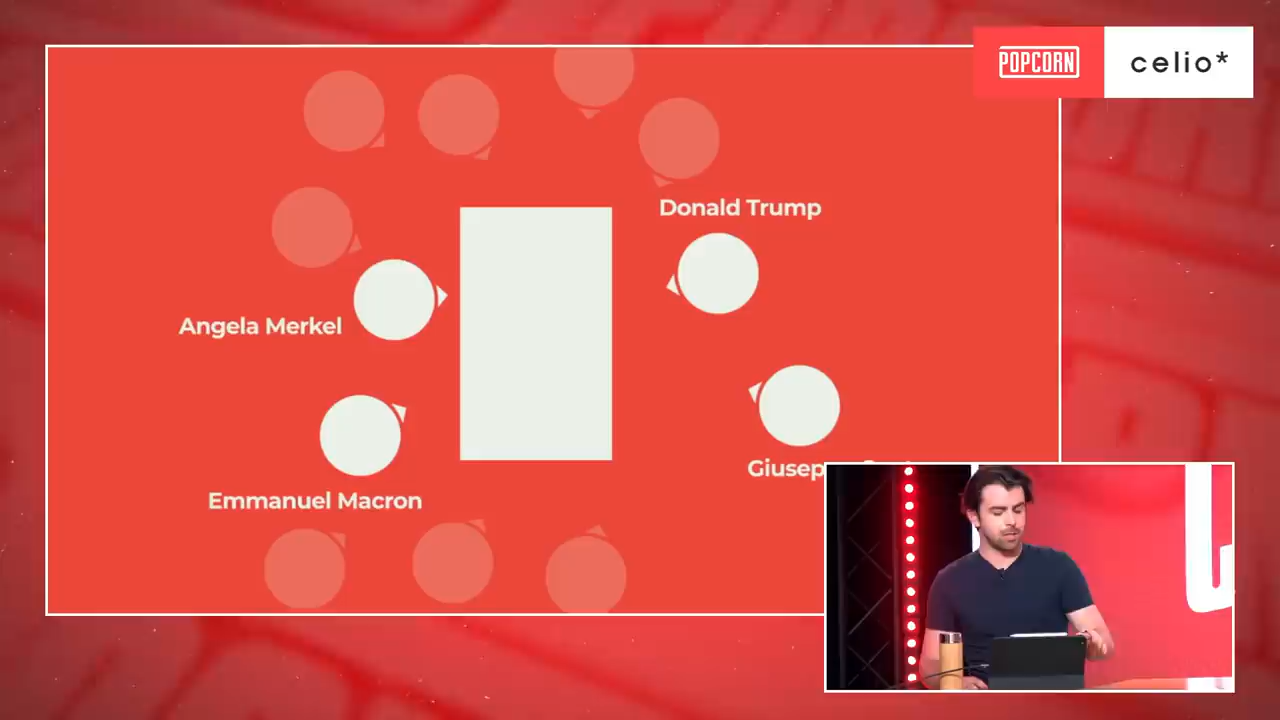 POPCORN
celio*
Donald Trump
Angela Merkel
Giusep
Emmanuel Macron